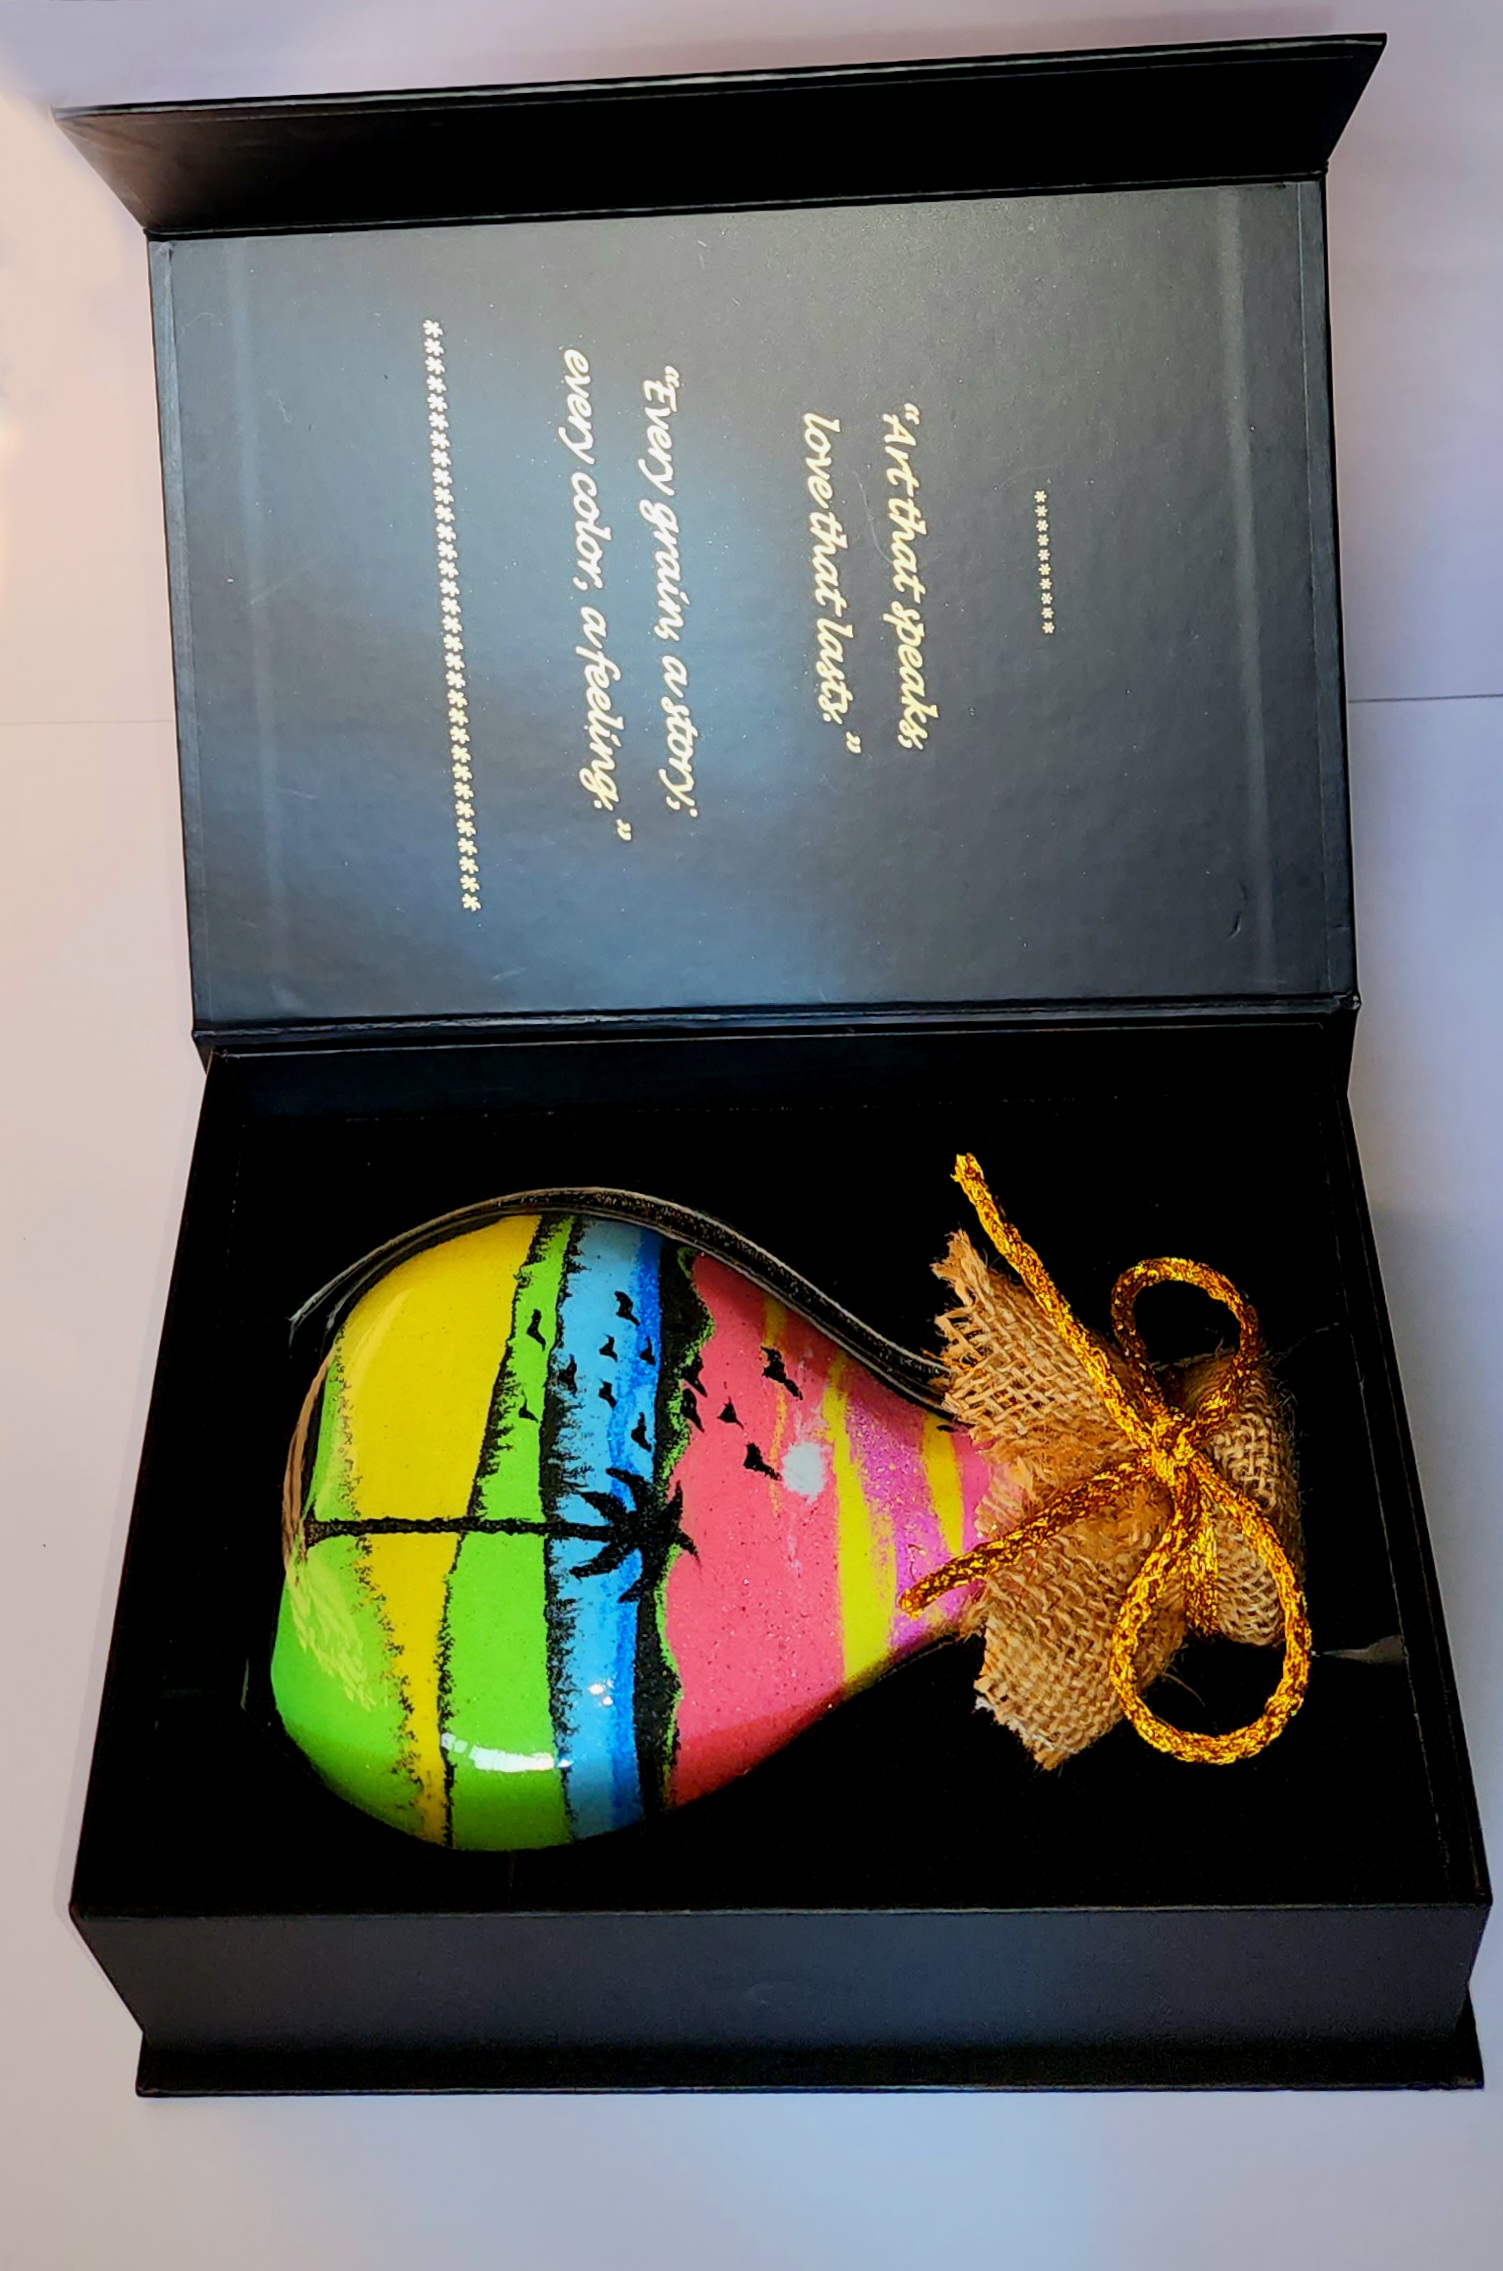 **********
"Art that speaks,
love that lasts."
"Every grain, a story;
every color, a feeling."
****************************************